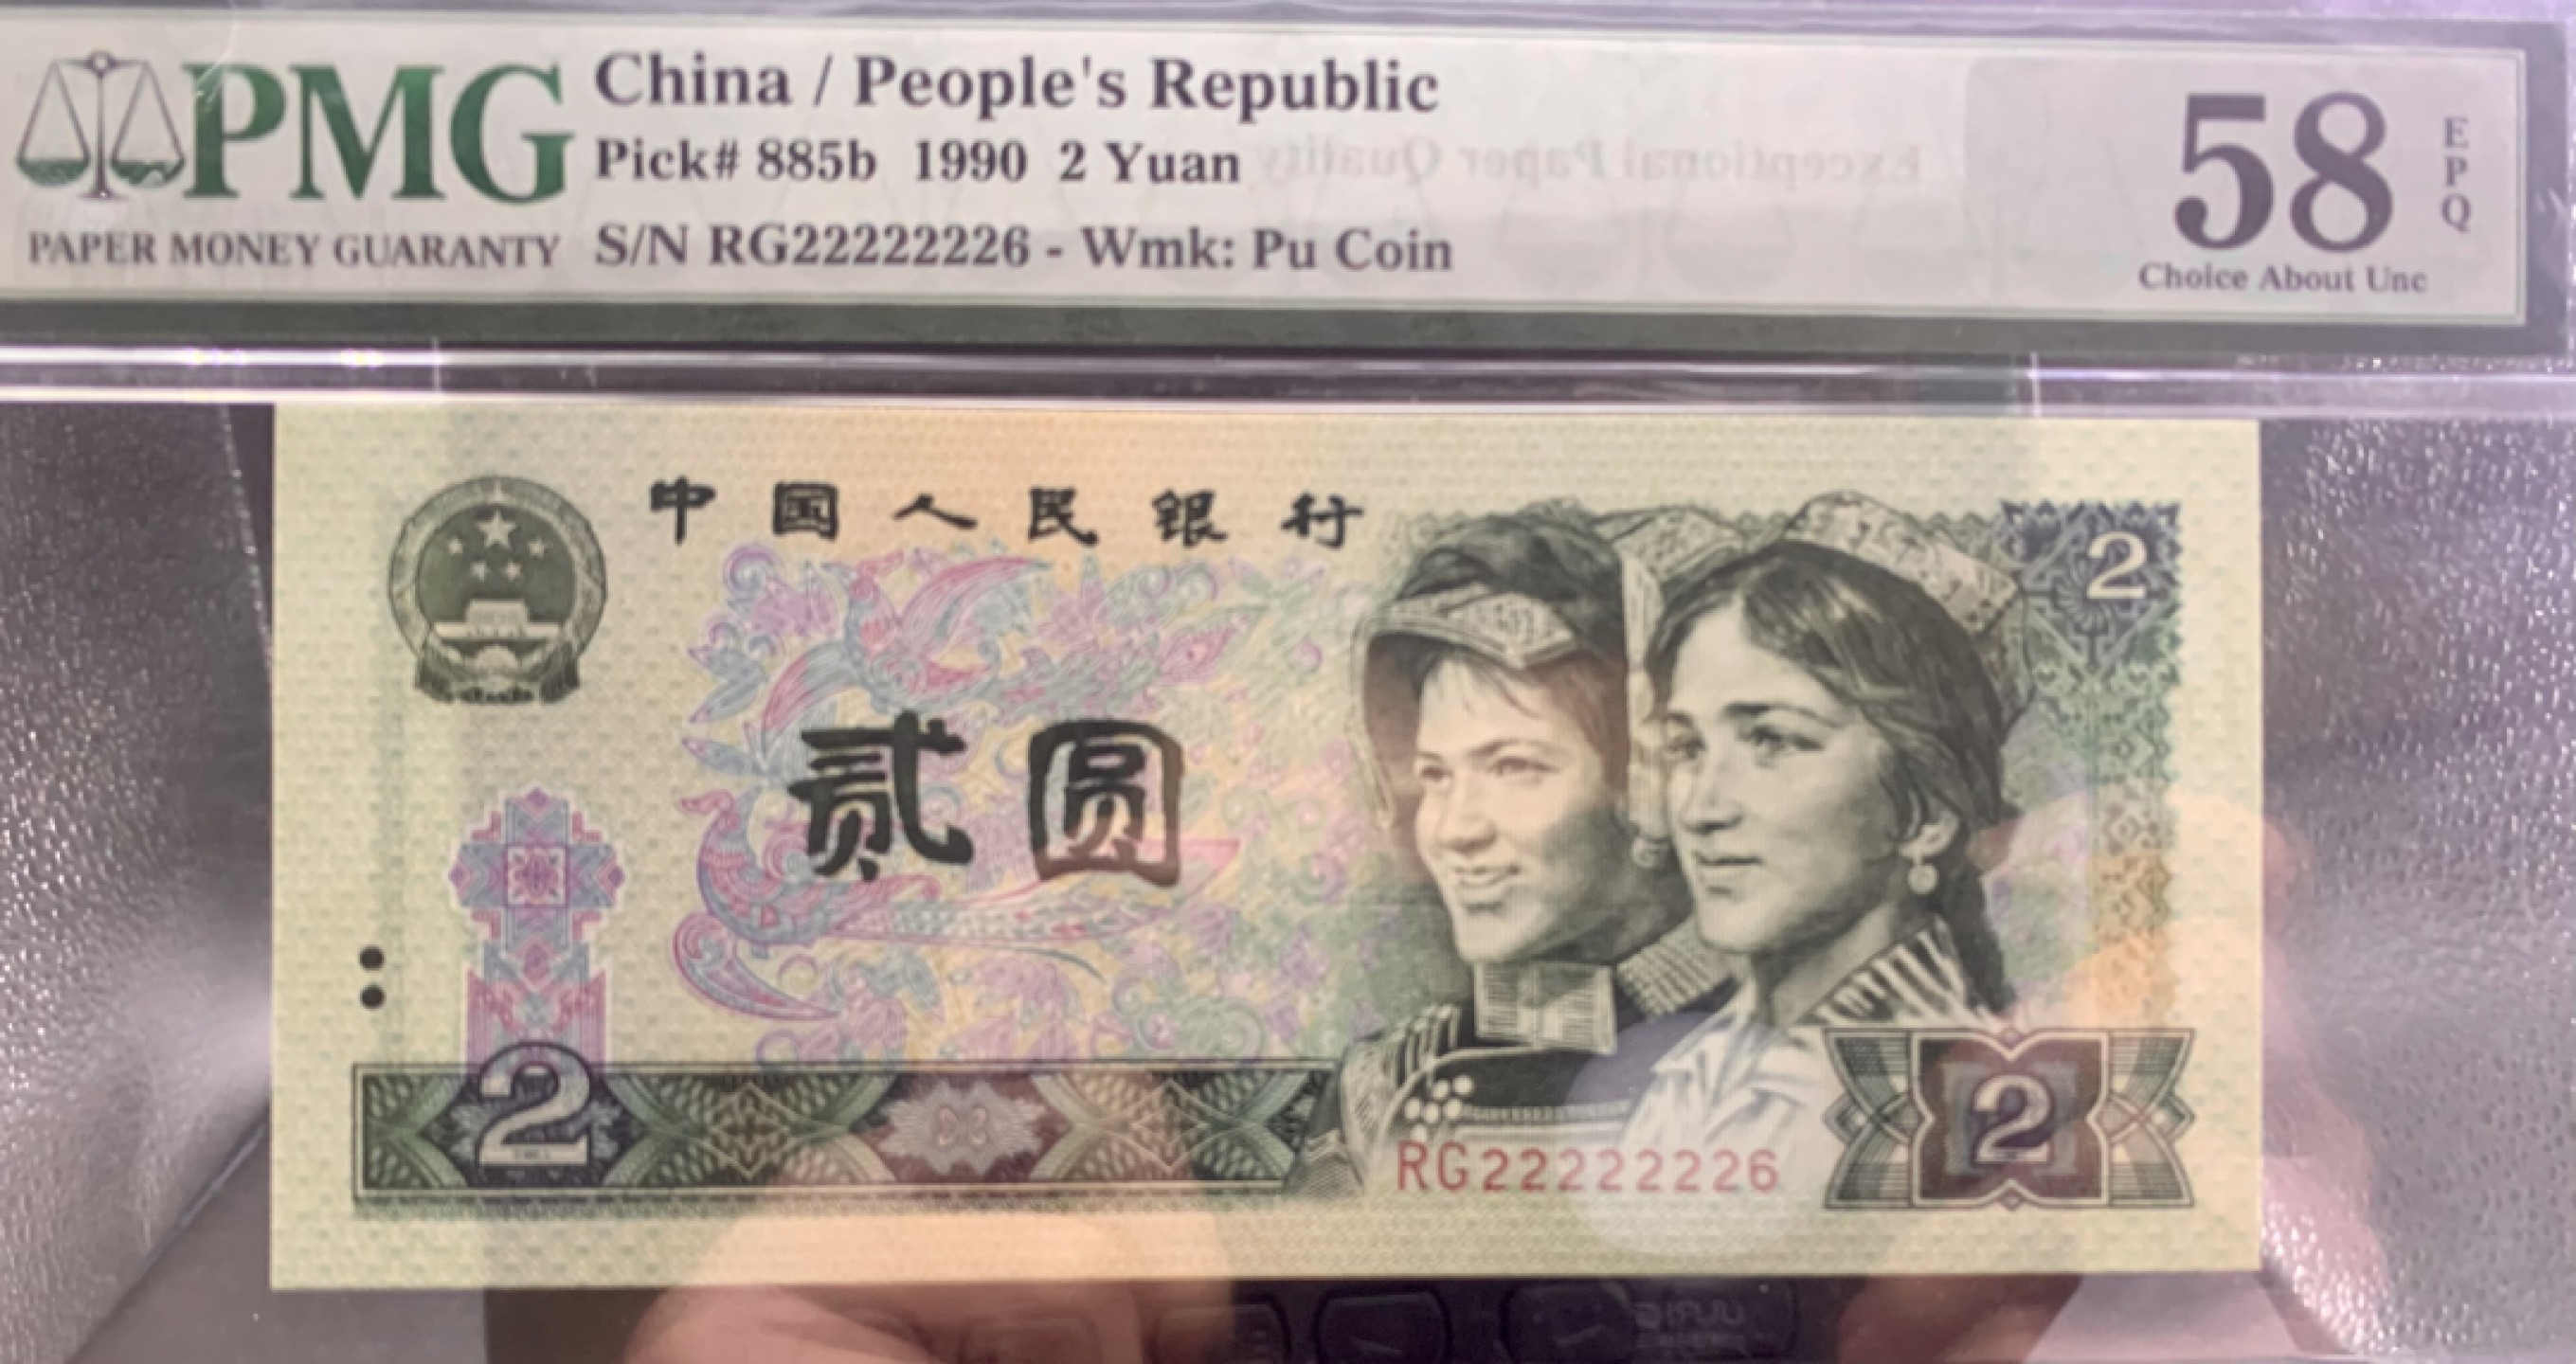 PMG
PAPER MONEY GUARANTY
China / People's Republic
Pick# 885b 1990 2 Yuan
S/N RG22222226 - Wmk: Pu Coin
Exceptional Paper Quality
58
EPQ
Choice About Unc
中国人民银行
2
贰圆
2
RG22222226
2